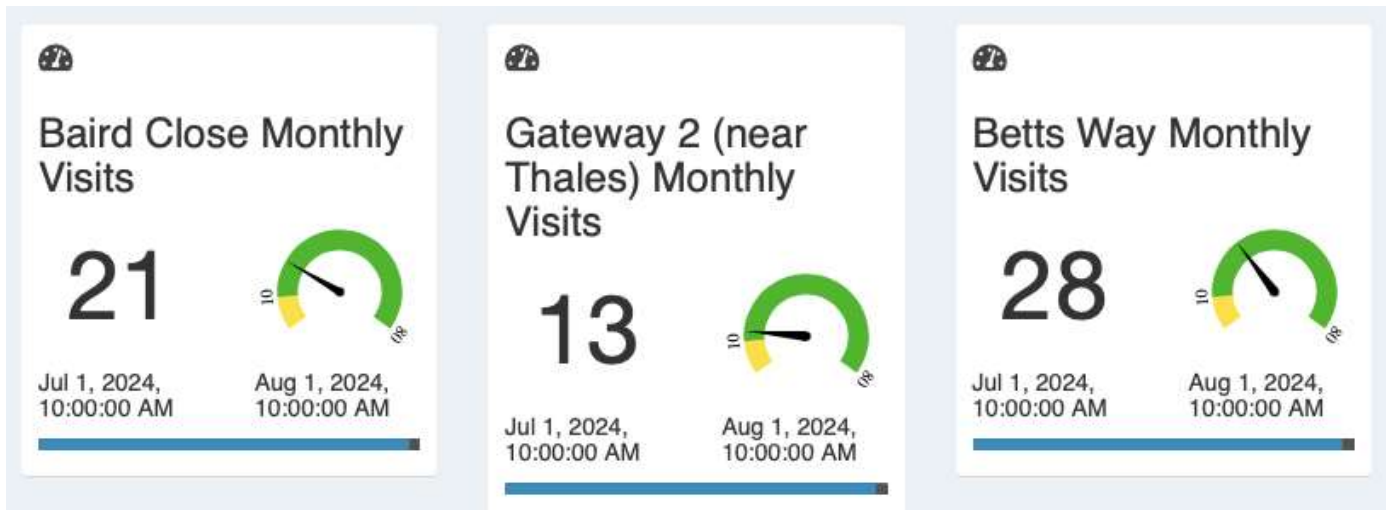 Baird Close Monthly
Visits
21
10
80
Jul 1, 2024,
10:00:00 AM
Aug 1, 2024,
10:00:00 AM
Gateway 2 (near
Thales) Monthly
Visits
13
10
80
Jul 1, 2024,
10:00:00 AM
Aug 1, 2024,
10:00:00 AM
Betts Way Monthly
Visits
28
10
80
Jul 1, 2024,
10:00:00 AM
Aug 1, 2024,
10:00:00 AM